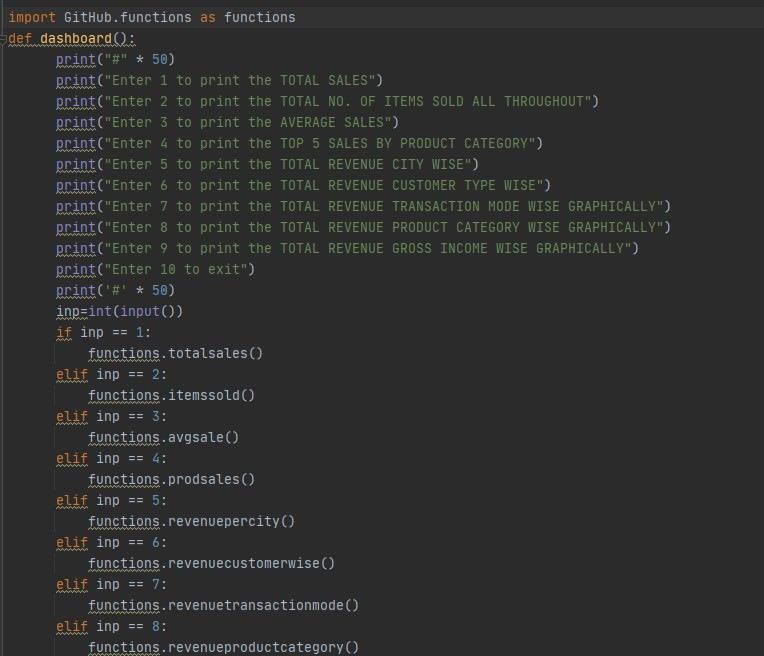 import GitHub.functions as functions
def dashboard():
      print("#" * 50)
      print("Enter 1 to print the TOTAL SALES")
      print("Enter 2 to print the TOTAL NO. OF ITEMS SOLD ALL THROUGHOUT")
      print("Enter 3 to print the AVERAGE SALES")
      print("Enter 4 to print the TOP 5 SALES BY PRODUCT CATEGORY")
      print("Enter 5 to print the TOTAL REVENUE CITY WISE")
      print("Enter 6 to print the TOTAL REVENUE CUSTOMER TYPE WISE")
      print("Enter 7 to print the TOTAL REVENUE TRANSACTION MODE WISE GRAPHICALLY")
      print("Enter 8 to print the TOTAL REVENUE PRODUCT CATEGORY WISE GRAPHICALLY")
      print("Enter 9 to print the TOTAL REVENUE GROSS INCOME WISE GRAPHICALLY")
      print("Enter 10 to exit")
      print('#' * 50)
      inp=int(input())
      if inp == 1:
          functions.totalsales()
      elif inp == 2:
          functions.itemssold()
      elif inp == 3:
          functions.avgsale()
      elif inp == 4:
          functions.prodsales()
      elif inp == 5:
          functions.revenuepercity()
      elif inp == 6:
          functions.revenuecustomerwise()
      elif inp == 7:
          functions.revenuetransactionmode()
      elif inp == 8:
          functions.revenueproductcategory()